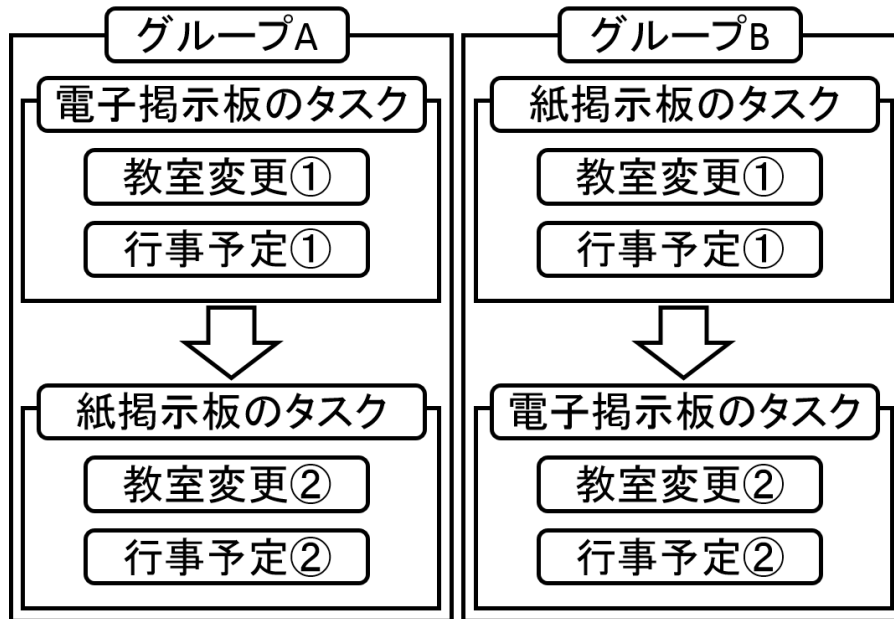 グループA
電子掲示板のタスク
教室変更①
行事予定①
紙掲示板のタスク
教室変更②
行事予定②
グループB
紙掲示板のタスク
教室変更①
行事予定①
電子掲示板のタスク
教室変更②
行事予定②